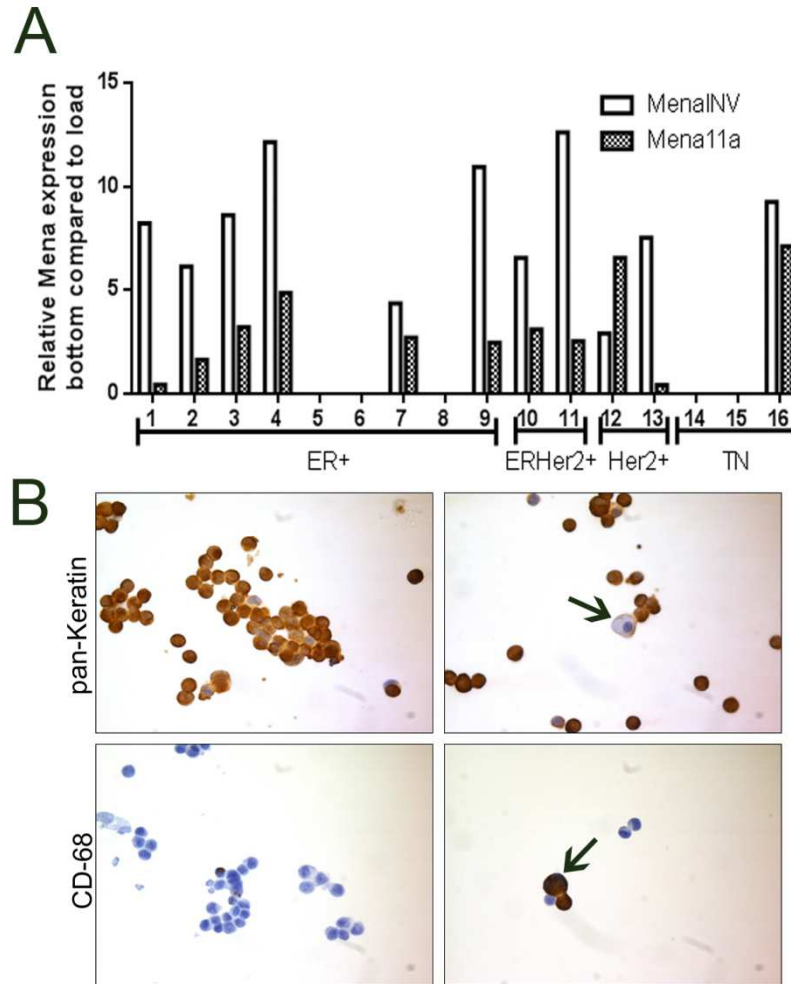 A
Relative Mena expression
bottom compared to load
15
10
5
0
MenaINV
Mena11a
1 2 3 4 5 6 7 8 9 10 11 12 13 14 15 16
ER+ ERHer2+ Her2+ TN
B
pan-Keratin
CD-68